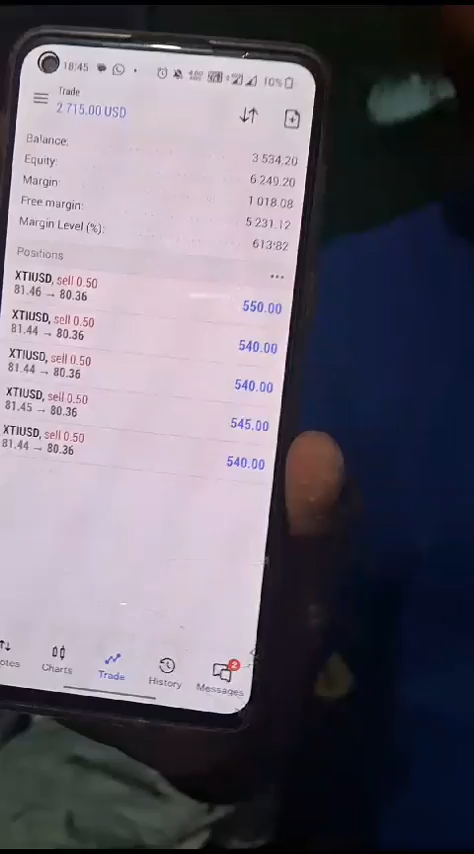 18:45
10%
Trade
2 715.00 USD
Balance: 3 534.20
Equity: 6 249.20
Margin: 1 018.08
Free margin: 5 231.12
Margin Level (%): 613.82
Positions
XTIUSD, sell 0.50
81.46 → 80.36 550.00
XTIUSD, sell 0.50
81.44 → 80.36 540.00
XTIUSD, sell 0.50
81.44 → 80.36 540.00
XTIUSD, sell 0.50
81.45 → 80.36 545.00
XTIUSD, sell 0.50
81.44 → 80.36 540.00
otes Charts Trade History Messages 2